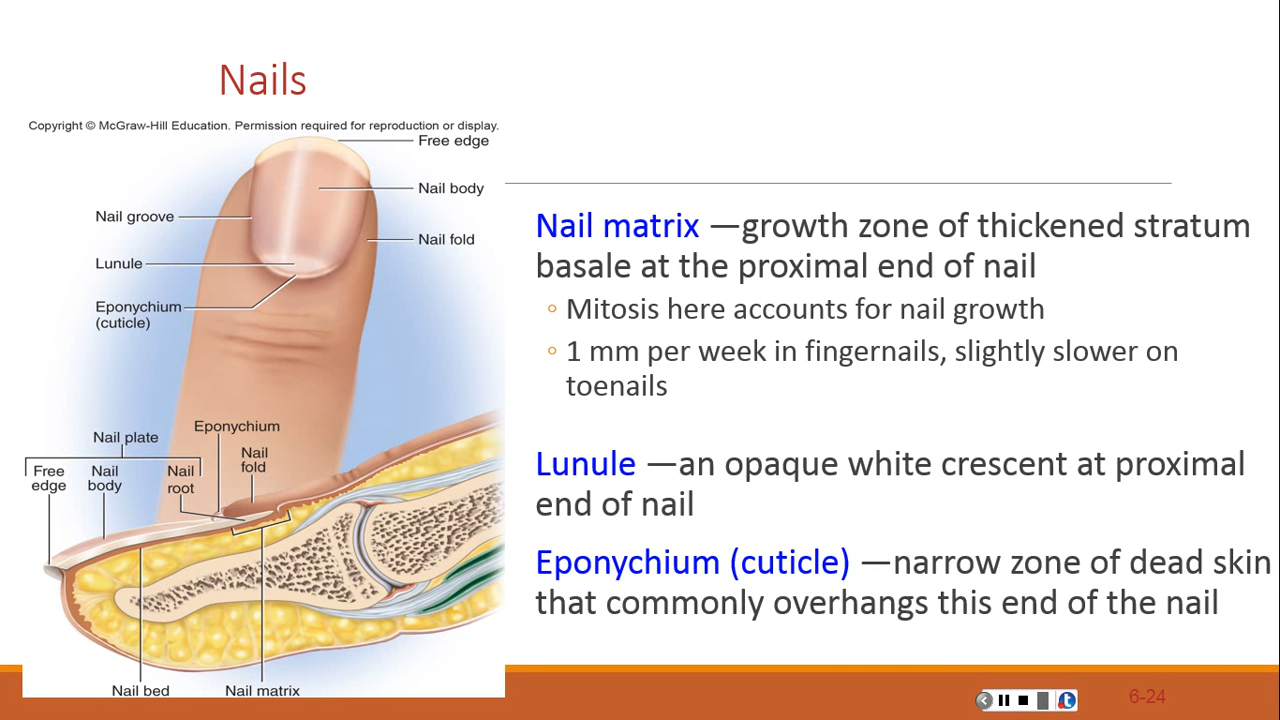 Nails
Copyright © McGraw-Hill Education. Permission required for reproduction or display.
Free edge
Nail body
Nail groove
Nail fold
Lunule
Eponychium
(cuticle)
Eponychium
Nail plate
Nail
fold
Free
edge
Nail
body
Nail
root
Nail bed
Nail matrix
Nail matrix —growth zone of thickened stratum
basale at the proximal end of nail
◦ Mitosis here accounts for nail growth
◦ 1 mm per week in fingernails, slightly slower on
toenails
Lunule —an opaque white crescent at proximal
end of nail
Eponychium (cuticle) —narrow zone of dead skin
that commonly overhangs this end of the nail
t
6-24